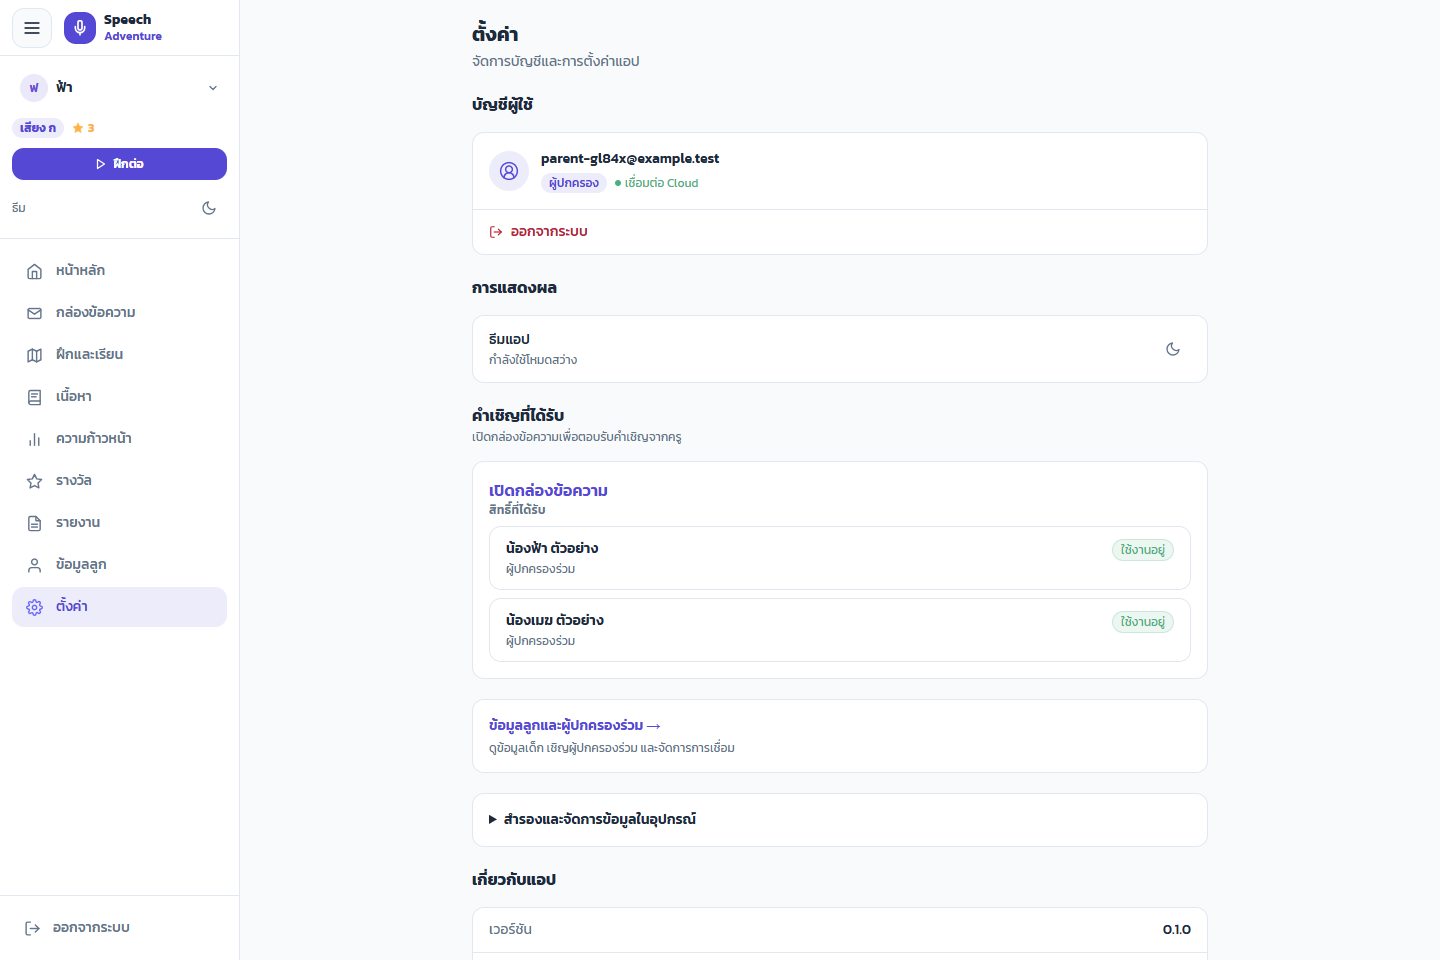 Speech
Adventure
ฟ
ฟ้า
เสียง ก
3
ฝึกต่อ
ธีม
หน้าหลัก
กล่องข้อความ
ฝึกและเรียน
เนื้อหา
ความก้าวหน้า
รางวัล
รายงาน
ข้อมูลลูก
ตั้งค่า
ออกจากระบบ
ตั้งค่า
จัดการบัญชีและการตั้งค่าแอป
บัญชีผู้ใช้
parent-gl84x@example.test
ผู้ปกครอง
เชื่อมต่อ Cloud
ออกจากระบบ
การแสดงผล
ธีมแอป
กำลังใช้โหมดสว่าง
คำเชิญที่ได้รับ
เปิดกล่องข้อความเพื่อตอบรับคำเชิญจากครู
เปิดกล่องข้อความ
สิทธิ์ที่ได้รับ
น้องฟ้า ตัวอย่าง
ใช้งานอยู่
ผู้ปกครองร่วม
น้องเมฆ ตัวอย่าง
ใช้งานอยู่
ผู้ปกครองร่วม
ข้อมูลลูกและผู้ปกครองร่วม →
ดูข้อมูลเด็ก เชิญผู้ปกครองร่วม และจัดการการเชื่อม
สำรองและจัดการข้อมูลในอุปกรณ์
เกี่ยวกับแอป
เวอร์ชัน
0.1.0